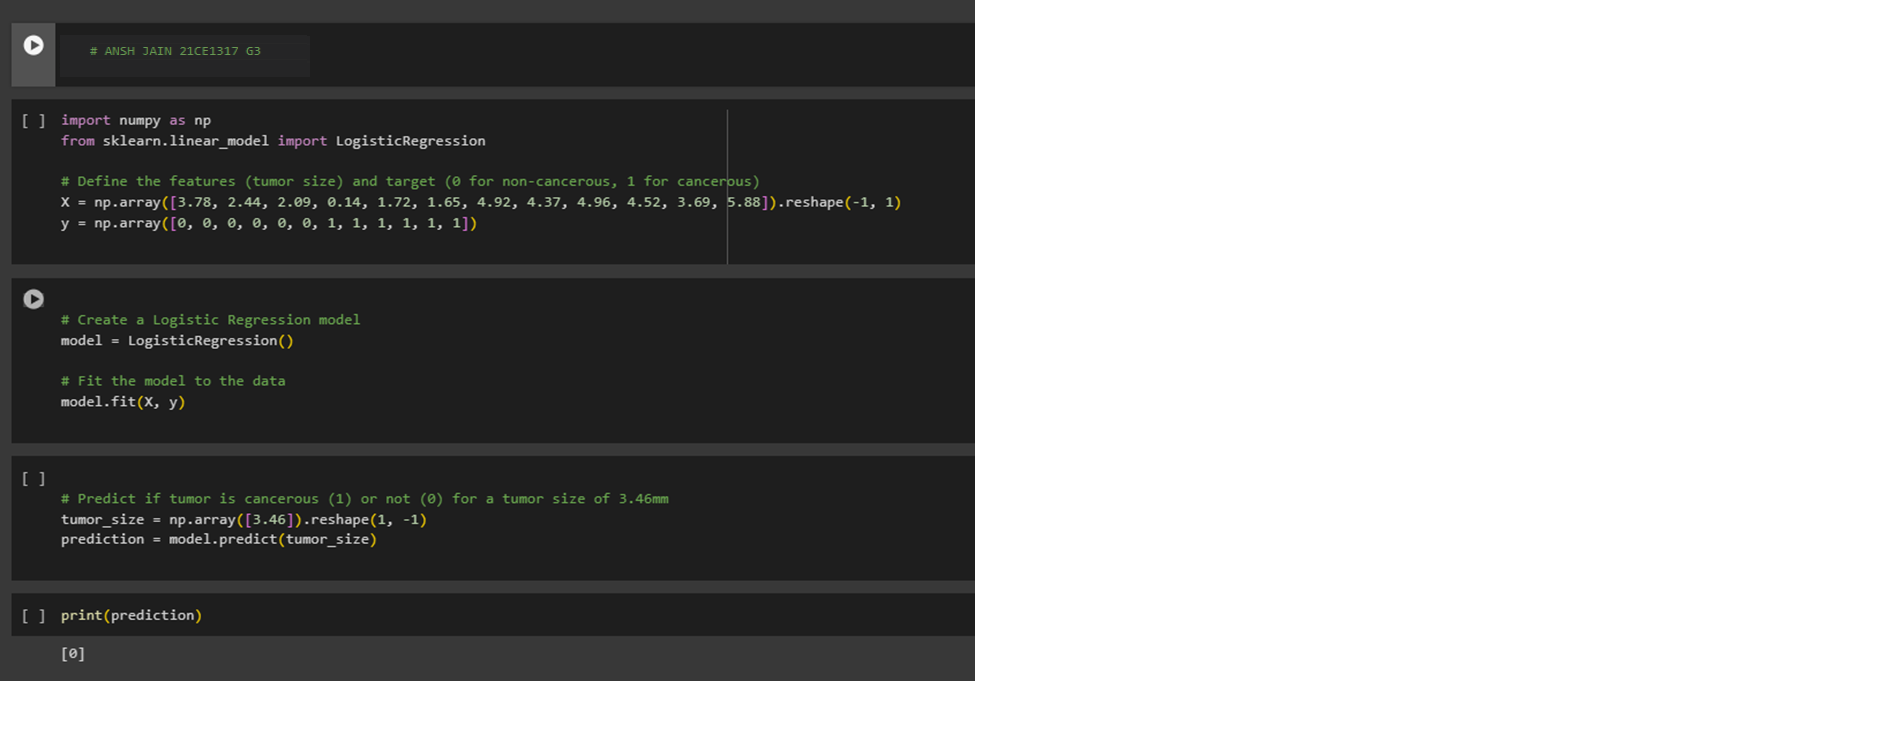 # ANSH JAIN 21CE1317 G3
[ ] import numpy as np
from sklearn.linear_model import LogisticRegression
# Define the features (tumor size) and target (0 for non-cancerous, 1 for cancerous)
X = np.array([3.78, 2.44, 2.09, 0.14, 1.72, 1.65, 4.92, 4.37, 4.96, 4.52, 3.69, 5.88]).reshape(-1, 1)
y = np.array([0, 0, 0, 0, 0, 0, 1, 1, 1, 1, 1, 1])
# Create a Logistic Regression model
model = LogisticRegression()
# Fit the model to the data
model.fit(X, y)
[ ]
# Predict if tumor is cancerous (1) or not (0) for a tumor size of 3.46mm
tumor_size = np.array([3.46]).reshape(1, -1)
prediction = model.predict(tumor_size)
[ ] print(prediction)
[0]